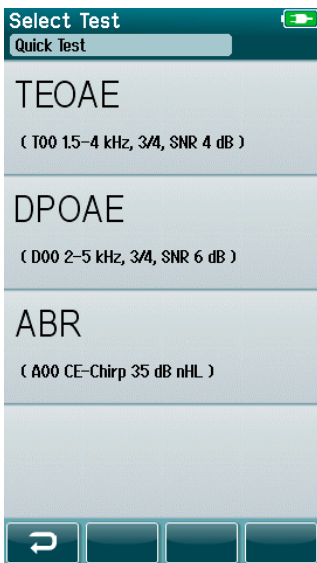 Select Test
Quick Test
TEOAE
( T00 1.5-4 kHz, 3/4, SNR 4 dB )
DPOAE
( D00 2-5 kHz, 3/4, SNR 6 dB )
ABR
( A00 CE-Chirp 35 dB nHL )